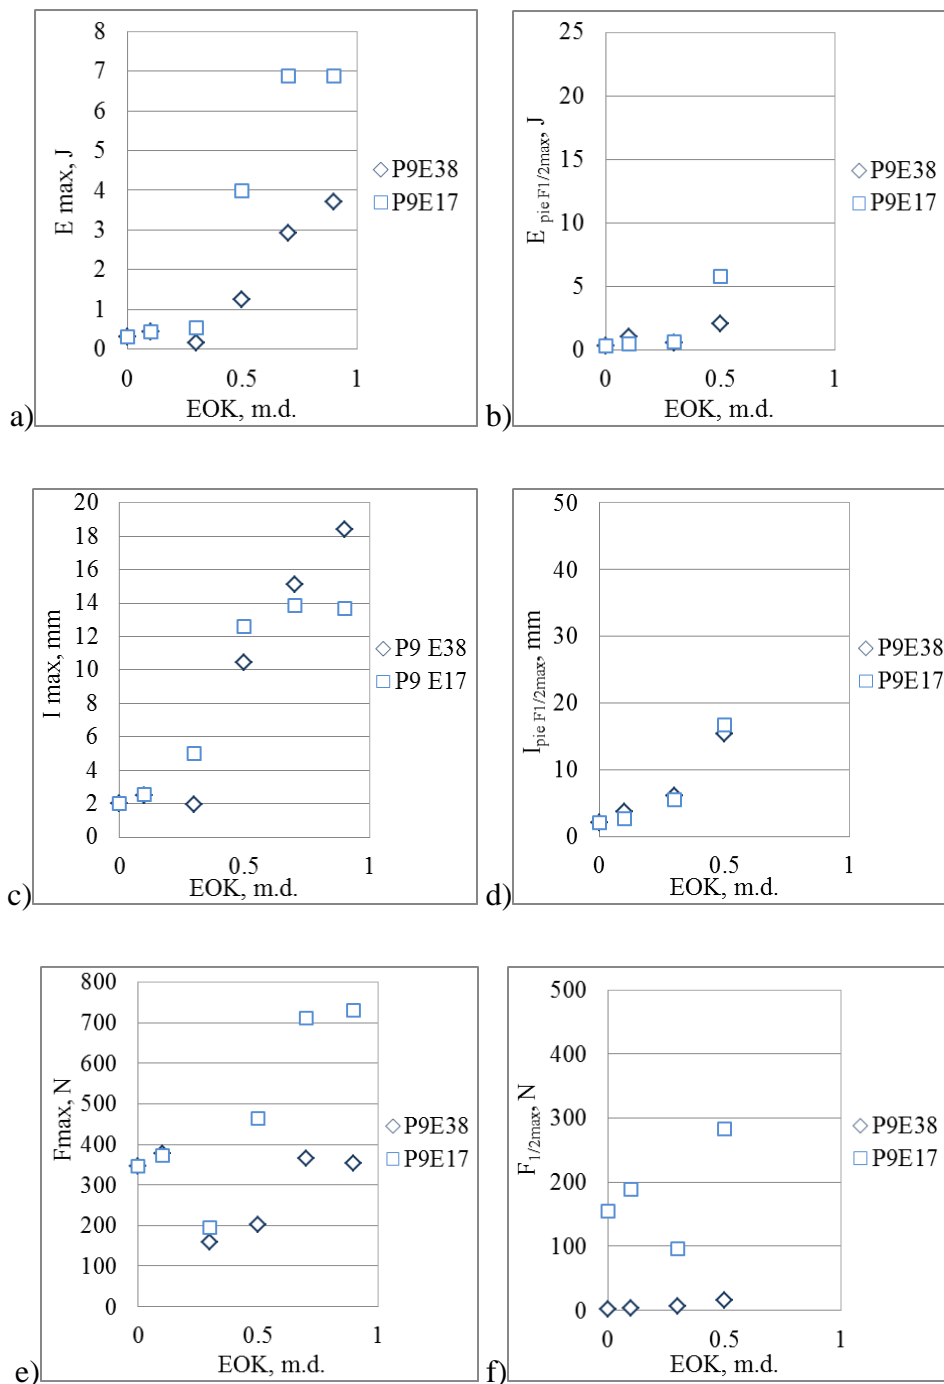 8
7
6
5
4
3
2
1
0
E max, J
0 0.5 1
EOK, m.d.
P9E38
P9E17
a)
25
20
15
10
5
0
E pie F1/2max, J
0 0.5 1
EOK, m.d.
P9E38
P9E17
b)
20
18
16
14
12
10
8
6
4
2
0
I max, mm
0 0.5 1
EOK, m.d.
P9 E38
P9 E17
c)
50
40
30
20
10
0
I pie F1/2max, mm
0 0.5 1
EOK, m.d.
P9E38
P9E17
d)
800
700
600
500
400
300
200
100
0
Fmax, N
0 0.5 1
EOK, m.d.
P9E38
P9E17
e)
500
400
300
200
100
0
F1/2max, N
0 0.5 1
EOK, m.d.
P9E38
P9E17
f)